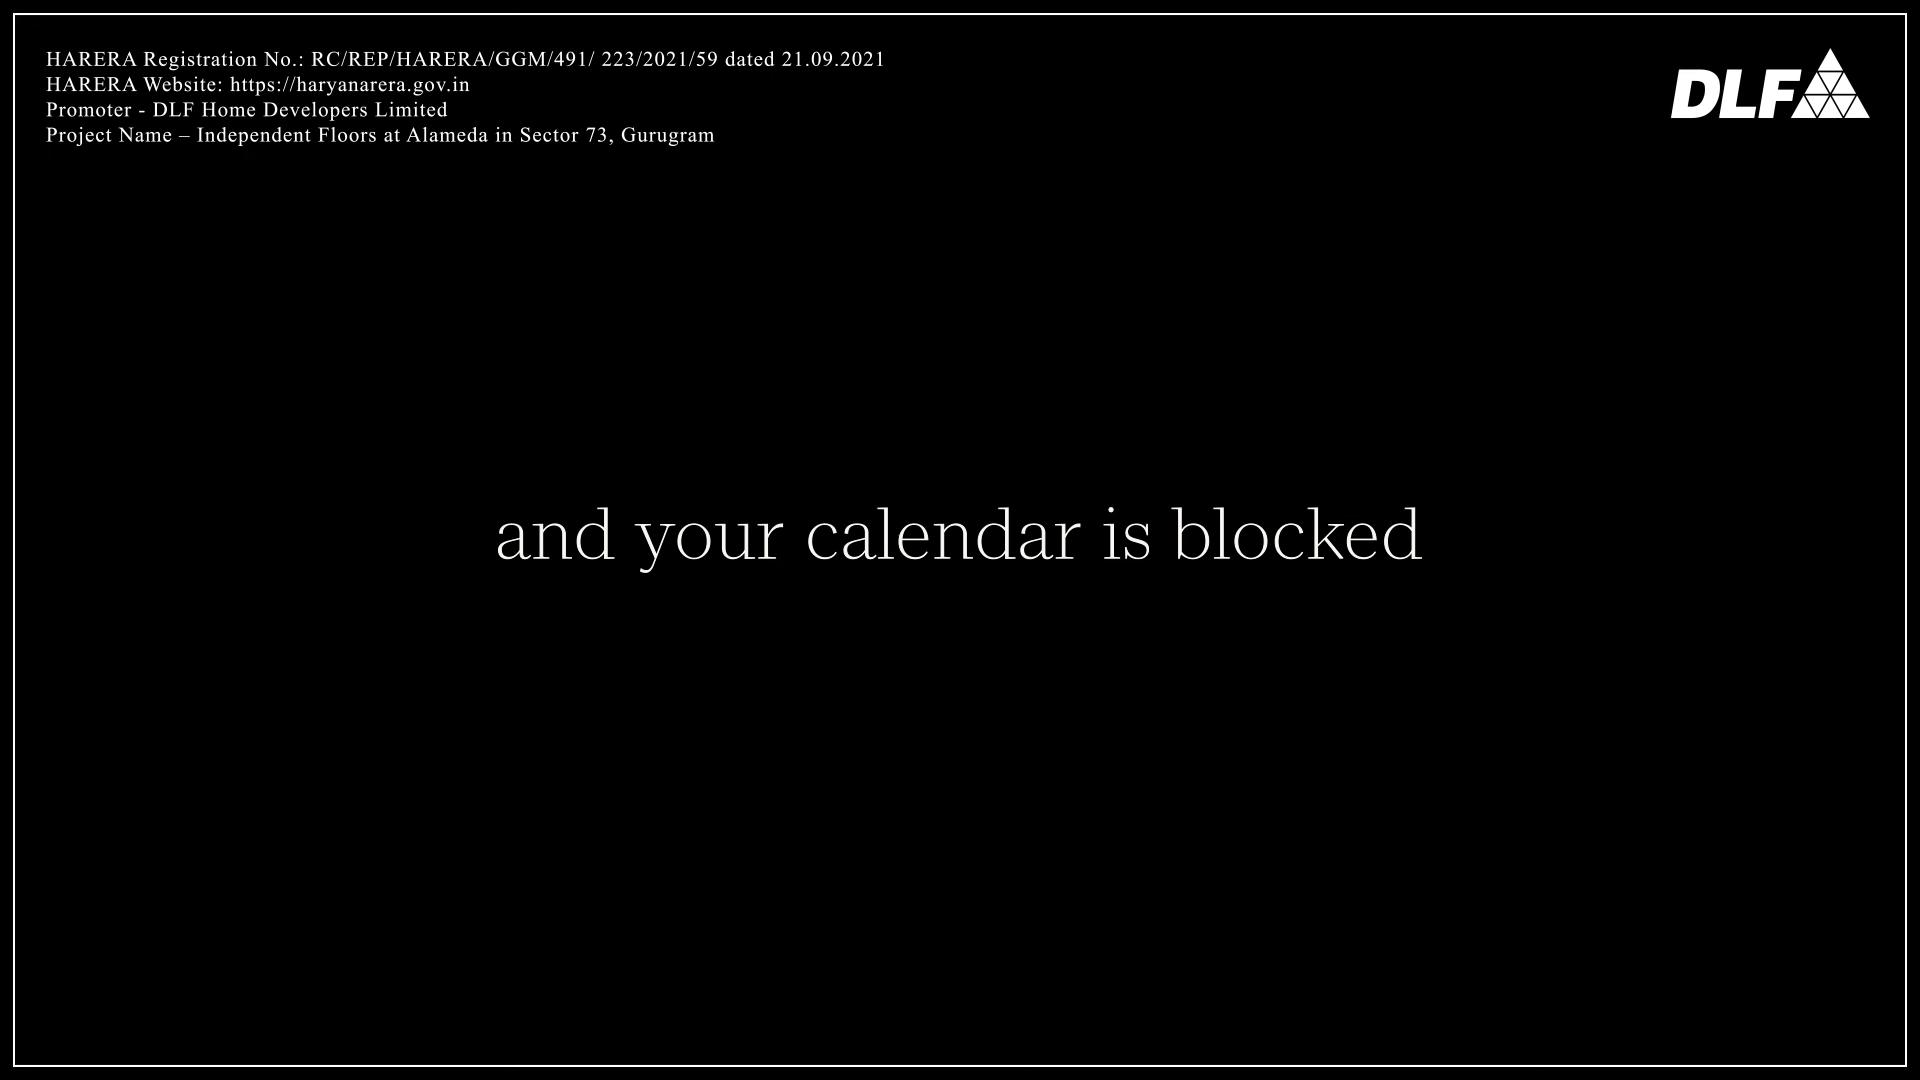 HARERA Registration No.: RC/REP/HARERA/GGM/491/ 223/2021/59 dated 21.09.2021
HARERA Website: https://haryanarera.gov.in
Promoter - DLF Home Developers Limited
Project Name – Independent Floors at Alameda in Sector 73, Gurugram
DLF
and your calendar is blocked